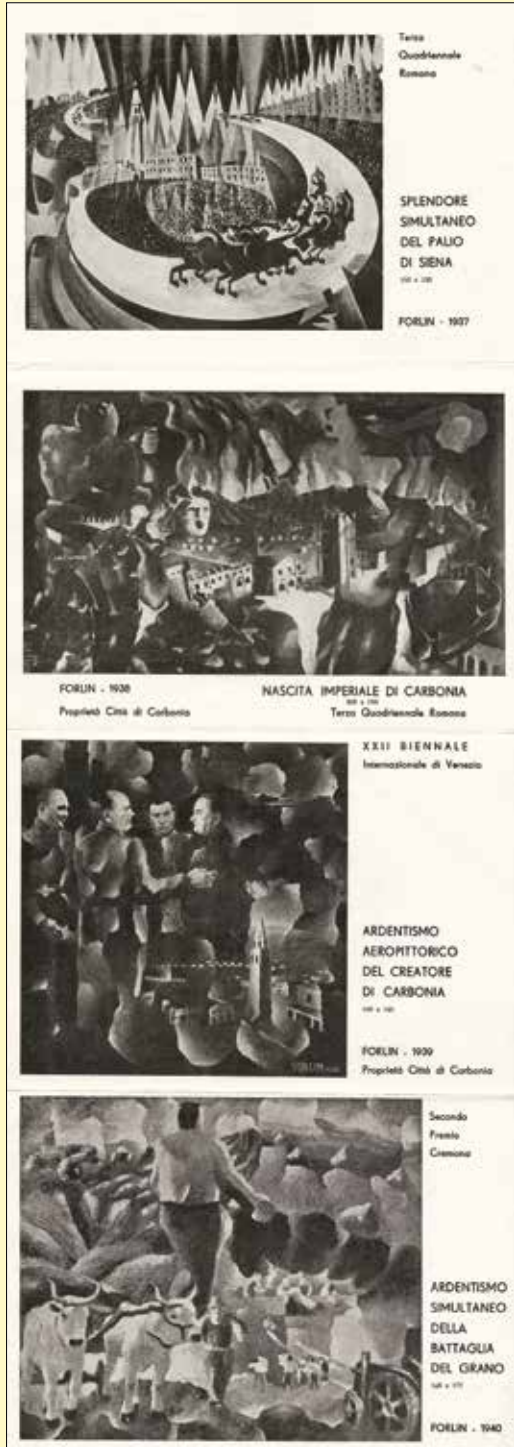 Terza
Quadriennale
Romana
SPLENDORE
SIMULTANEO
DEL PALIO
DI SIENA
FORLIN - 1937
FORLIN - 1938
Proprietà Città di Carbonia
NASCITA IMPERIALE DI CARBONIA
Terza Quadriennale Romana
XXII BIENNALE
Internazionale di Venezia
ARDENTISMO
AEROPITTORICO
DEL CREATORE
DI CARBONIA
FORLIN
FORLIN - 1939
Proprietà Città di Carbonia
Secondo
Premio
Cremona
ARDENTISMO
SIMULTANEO
DELLA
BATTAGLIA
DEL GRANO
FORLIN - 1940